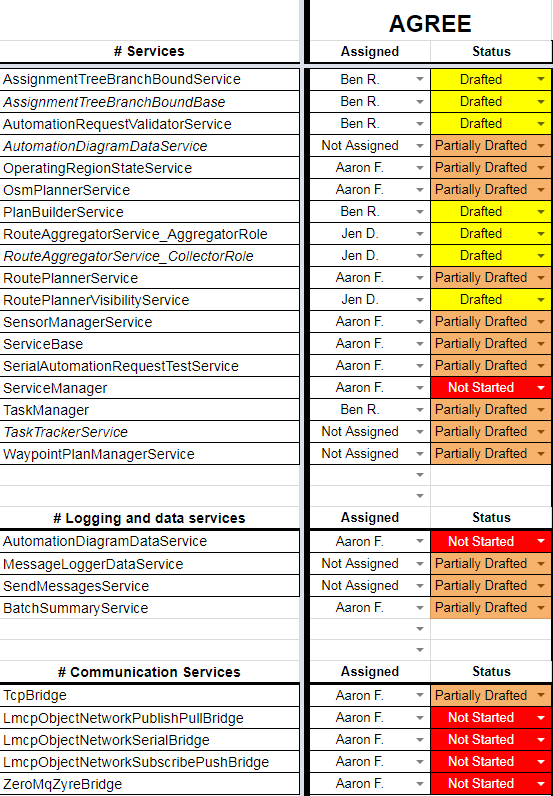 AGREE
# Services Assigned Status
AssignmentTreeBranchBoundService Ben R. Drafted
AssignmentTreeBranchBoundBase Ben R. Drafted
AutomationRequestValidatorService Ben R. Drafted
AutomationDiagramDataService Not Assigned Partially Drafted
OperatingRegionStateService Aaron F. Partially Drafted
OsmPlannerService Aaron F. Partially Drafted
PlanBuilderService Ben R. Drafted
RouteAggregatorService_AggregatorRole Jen D. Drafted
RouteAggregatorService_CollectorRole Jen D. Drafted
RoutePlannerService Aaron F. Partially Drafted
RoutePlannerVisibilityService Jen D. Drafted
SensorManagerService Aaron F. Partially Drafted
ServiceBase Aaron F. Partially Drafted
SerialAutomationRequestTestService Aaron F. Partially Drafted
ServiceManager Aaron F. Not Started
TaskManager Ben R. Partially Drafted
TaskTrackerService Not Assigned Partially Drafted
WaypointPlanManagerService Not Assigned Partially Drafted
# Logging and data services Assigned Status
AutomationDiagramDataService Aaron F. Not Started
MessageLoggerDataService Not Assigned Partially Drafted
SendMessagesService Not Assigned Partially Drafted
BatchSummaryService Aaron F. Partially Drafted
# Communication Services Assigned Status
TcpBridge Aaron F. Partially Drafted
LmcpObjectNetworkPublishPullBridge Aaron F. Not Started
LmcpObjectNetworkSerialBridge Aaron F. Not Started
LmcpObjectNetworkSubscribePushBridge Aaron F. Not Started
ZeroMqZyreBridge Aaron F. Not Started